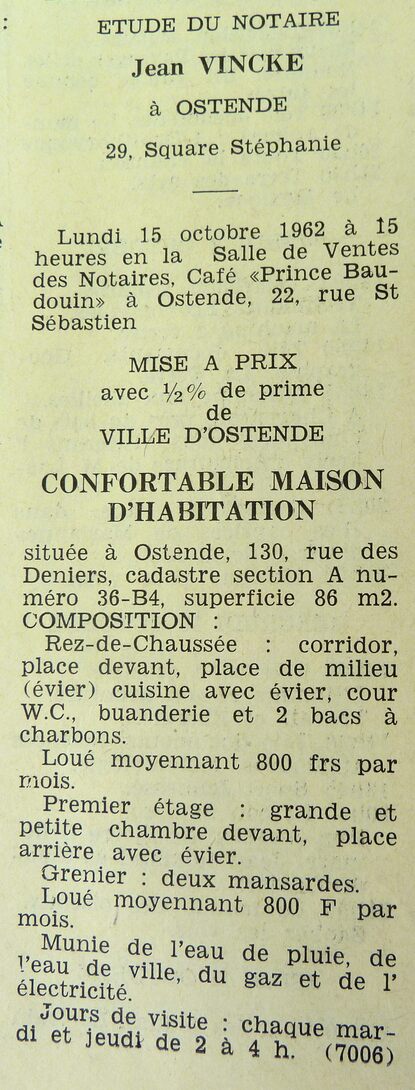 ETUDE DU NOTAIRE
Jean VINCKE
à OSTENDE
29, Square Stéphanie
Lundi 15 octobre 1962 à 15
heures en la Salle de Ventes
des Notaires, Café «Prince Bau-
douin» à Ostende, 22, rue St
Sébastien
MISE A PRIX
avec ½% de prime
de
VILLE D'OSTENDE
CONFORTABLE MAISON
D'HABITATION
située à Ostende, 130, rue des
Deniers, cadastre section A nu-
méro 36-B4, superficie 86 m2.
COMPOSITION :
Rez-de-Chaussée : corridor,
place devant, place de milieu
(évier) cuisine avec évier, cour
W.C., buanderie et 2 bacs à
charbons.
Loué moyennant 800 frs par
mois.
Premier étage : grande et
petite chambre devant, place
arrière avec évier.
Grenier : deux mansardes.
Loué moyennant 800 F par
mois.
Munie de l'eau de pluie, de
l'eau de ville, du gaz et de l'
électricité.
Jours de visite : chaque mar-
di et jeudi de 2 à 4 h. (7006)